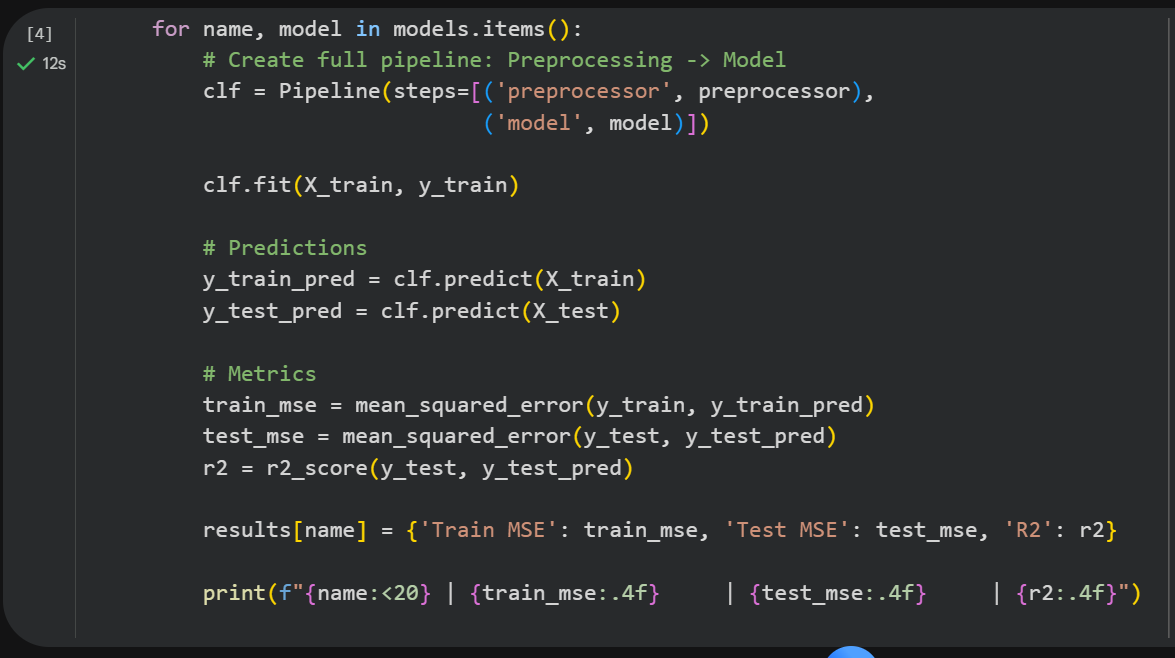 [4]
12s
for name, model in models.items():
# Create full pipeline: Preprocessing -> Model
clf = Pipeline(steps=[('preprocessor', preprocessor),
('model', model)])
clf.fit(X_train, y_train)
# Predictions
y_train_pred = clf.predict(X_train)
y_test_pred = clf.predict(X_test)
# Metrics
train_mse = mean_squared_error(y_train, y_train_pred)
test_mse = mean_squared_error(y_test, y_test_pred)
r2 = r2_score(y_test, y_test_pred)
results[name] = {'Train MSE': train_mse, 'Test MSE': test_mse, 'R2': r2}
print(f"{name:<20} | {train_mse:.4f}     | {test_mse:.4f}     | {r2:.4f}")